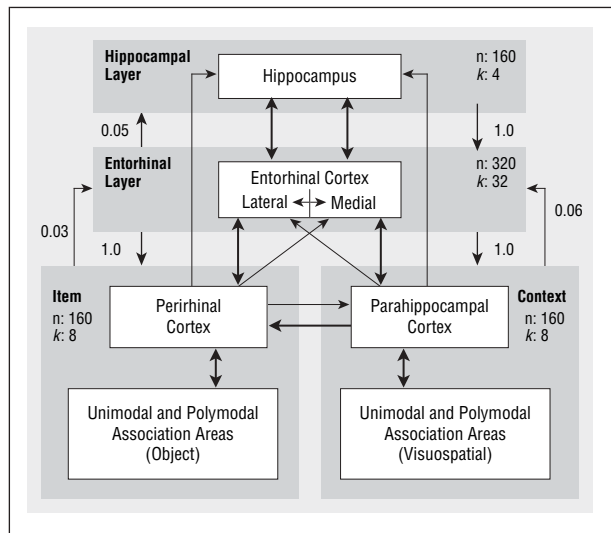 Hippocampal
Layer
Hippocampus
n: 160
k: 4
0.05
1.0
Entorhinal
Layer
Entorhinal Cortex
Lateral Medial
n: 320
k: 32
0.03
1.0
1.0
0.06
Item
n: 160
k: 8
Perirhinal
Cortex
Parahippocampal
Cortex
Context
n: 160
k: 8
Unimodal and Polymodal
Association Areas
(Object)
Unimodal and Polymodal
Association Areas
(Visuospatial)